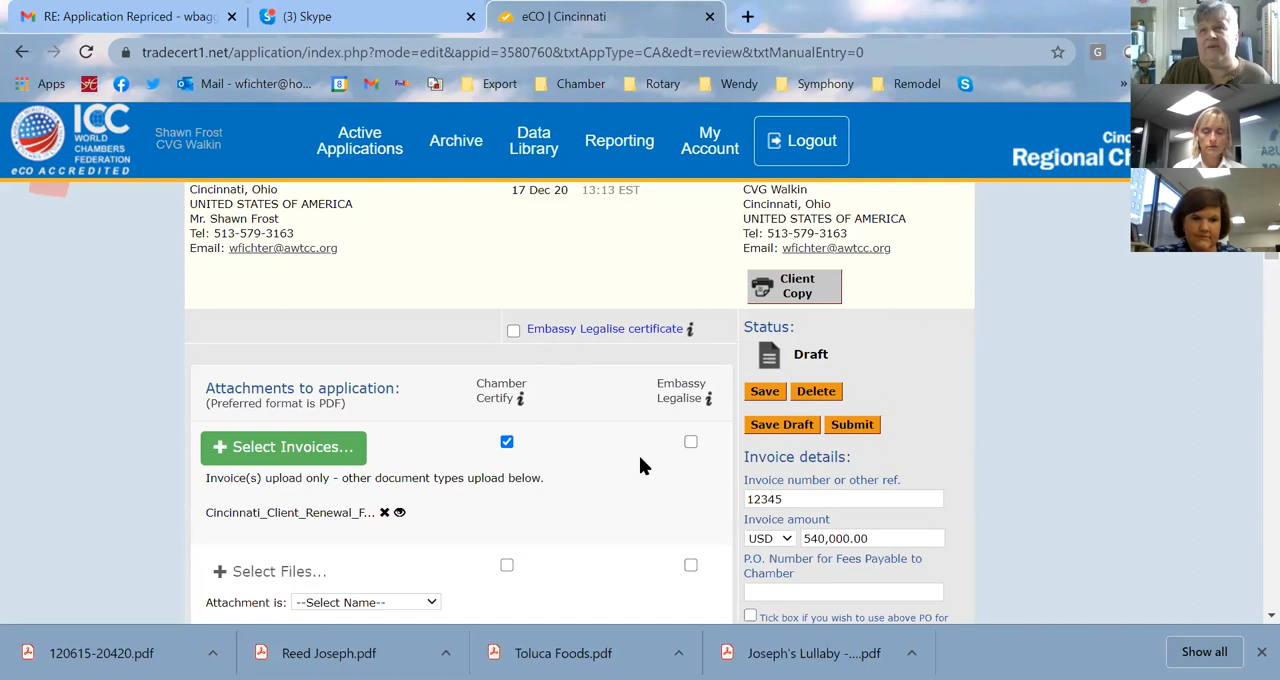 RE: Application Repriced - wbagg
(3) Skype
eCO | Cincinnati
tradecert1.net/application/index.php?mode=edit&appid=3580760&txtAppType=CA&edt=review&txtManualEntry=0
G
Apps
Mail - wfichter@ho...
Export
Chamber
Rotary
Wendy
Symphony
Remodel
»
ICC
WORLD
CHAMBERS
FEDERATION
eCO ACCREDITED
Shawn Frost
CVG Walkin
Active
Applications
Archive
Data
Library
Reporting
My
Account
Logout
Cinc
Regional Ch
Cincinnati, Ohio
UNITED STATES OF AMERICA
Mr. Shawn Frost
Tel: 513-579-3163
Email: wfichter@awtcc.org
17 Dec 20 13:13 EST
CVG Walkin
Cincinnati, Ohio
UNITED STATES OF AMERICA
Tel: 513-579-3163
Email: wfichter@awtcc.org
Client
Copy
Embassy Legalise certificate
Status:
Draft
Save
Delete
Save Draft
Submit
Attachments to application:
(Preferred format is PDF)
Chamber
Certify
Embassy
Legalise
Select Invoices...
Invoice(s) upload only - other document types upload below.
Cincinnati_Client_Renewal_F...
Select Files...
Attachment is: --Select Name--
Invoice details:
Invoice number or other ref.
12345
Invoice amount
USD 540,000.00
P.O. Number for Fees Payable to
Chamber
Tick box if you wish to use above PO for
120615-20420.pdf
Reed Joseph.pdf
Toluca Foods.pdf
Joseph's Lullaby -....pdf
Show all